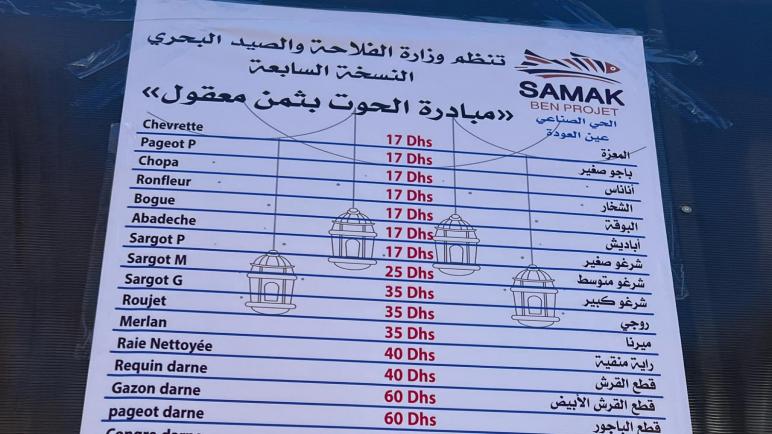 تنظم وزارة الفلاحة والصيد البحري
النسخة السابعة
«مبادرة الحوت بثمن معقول»
SAMAK
BEN PROJET
الحي الصناعي
عين العودة
Chevrette 17 Dhs المعزة
Pageot P 17 Dhs باجو صغير
Chopa 17 Dhs أناناس
Ronfleur 17 Dhs الشخار
Bogue 17 Dhs البوقة
Abadeche 17 Dhs أباديش
Sargot P 17 Dhs شرغو صغير
Sargot M 25 Dhs شرغو متوسط
Sargot G 35 Dhs شرغو كبير
Roujet 35 Dhs روجي
Merlan 35 Dhs ميرنا
Raie Nettoyée 40 Dhs راية منقية
Requin darne 40 Dhs قطع القرش
Gazon darne 60 Dhs قطع القرش الأبيض
pageot darne 60 Dhs قطع الباجور